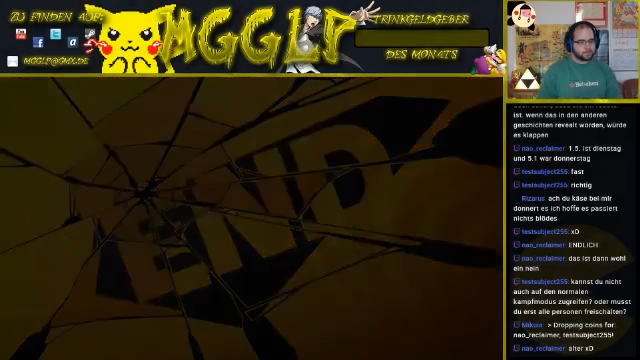 ZU FINDEN AUF:
MGGLP@GMX.DE
MGGLP
TRINKGELDGEBER
DES MONATS
Heineken
END
ist. wenn das in den anderen
geschichten revealt worden, würde
es klappen
nao_reclaimer: 1.5. ist dienstag
und 5.1 war donnerstag
testsubject255: fast
testsubject255: richtig
Rizarus: ach du käse bei mir
donnert es ich hoffe es passiert
nichts blödes
testsubject255: xD
nao_reclaimer: ENDLICH
nao_reclaimer: das ist dann wohl
ein nein
testsubject255: kannst du nicht
auch auf den normalen
kampfmodus zugreifen? oder musst
du erst alle personen freischalten?
Mikuia: > Dropping coins for:
nao_reclaimer, testsubject255!
nao_reclaimer: alter xD